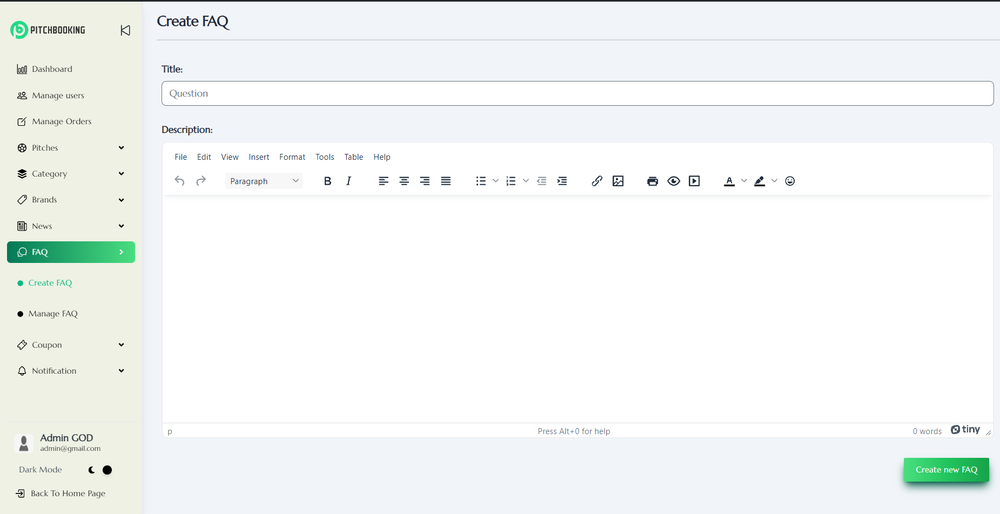 PITCHBOOKING
Dashboard
Manage users
Manage Orders
Pitches
Category
Brands
News
FAQ
Create FAQ
Manage FAQ
Coupon
Notification
Admin GOD
admin@gmail.com
Dark Mode
Back To Home Page
Create FAQ
Title:
Question
Description:
File Edit View Insert Format Tools Table Help
Paragraph B I A
p Press Alt+0 for help 0 words tiny
Create new FAQ